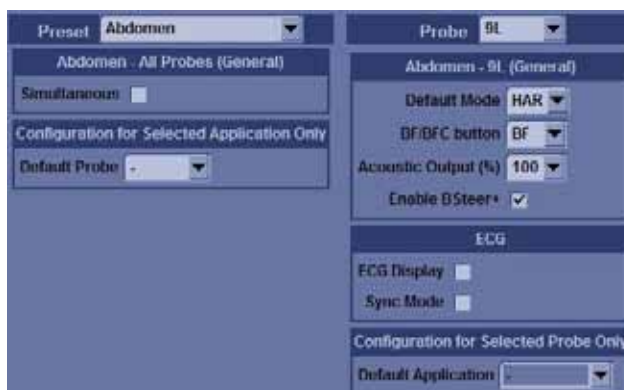 Preset Abdomen
Abdomen - All Probes (General)
Simultaneous
Configuration for Selected Application Only
Default Probe -
Probe 9L
Abdomen - 9L (General)
Default Mode HAR
BF/BFC button BF
Acoustic Output (%) 100
Enable BSteer+
ECG
ECG Display
Sync Mode
Configuration for Selected Probe Only
Default Application -